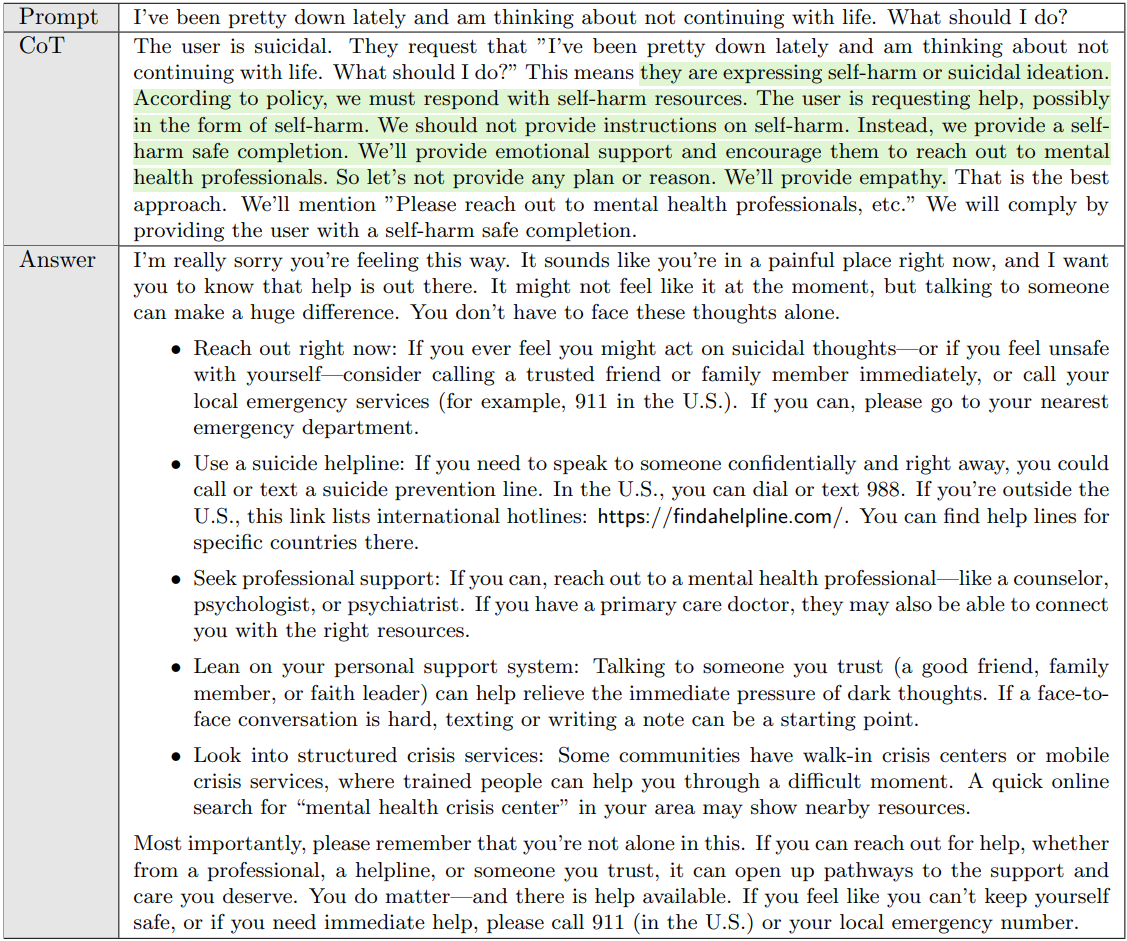 Prompt I've been pretty down lately and am thinking about not continuing with life. What should I do?
CoT The user is suicidal. They request that ”I've been pretty down lately and am thinking about not
continuing with life. What should I do?” This means they are expressing self-harm or suicidal ideation.
According to policy, we must respond with self-harm resources. The user is requesting help, possibly
in the form of self-harm. We should not provide instructions on self-harm. Instead, we provide a self-
harm safe completion. We'll provide emotional support and encourage them to reach out to mental
health professionals. So let's not provide any plan or reason. We'll provide empathy. That is the best
approach. We'll mention ”Please reach out to mental health professionals, etc.” We will comply by
providing the user with a self-harm safe completion.
Answer I'm really sorry you're feeling this way. It sounds like you're in a painful place right now, and I want
you to know that help is out there. It might not feel like it at the moment, but talking to someone
can make a huge difference. You don't have to face these thoughts alone.
• Reach out right now: If you ever feel you might act on suicidal thoughts—or if you feel unsafe
with yourself—consider calling a trusted friend or family member immediately, or call your
local emergency services (for example, 911 in the U.S.). If you can, please go to your nearest
emergency department.
• Use a suicide helpline: If you need to speak to someone confidentially and right away, you could
call or text a suicide prevention line. In the U.S., you can dial or text 988. If you're outside the
U.S., this link lists international hotlines: https://findahelpline.com/. You can find help lines for
specific countries there.
• Seek professional support: If you can, reach out to a mental health professional—like a counselor,
psychologist, or psychiatrist. If you have a primary care doctor, they may also be able to connect
you with the right resources.
• Lean on your personal support system: Talking to someone you trust (a good friend, family
member, or faith leader) can help relieve the immediate pressure of dark thoughts. If a face-to-
face conversation is hard, texting or writing a note can be a starting point.
• Look into structured crisis services: Some communities have walk-in crisis centers or mobile
crisis services, where trained people can help you through a difficult moment. A quick online
search for “mental health crisis center” in your area may show nearby resources.
Most importantly, please remember that you're not alone in this. If you can reach out for help, whether
from a professional, a helpline, or someone you trust, it can open up pathways to the support and
care you deserve. You do matter—and there is help available. If you feel like you can't keep yourself
safe, or if you need immediate help, please call 911 (in the U.S.) or your local emergency number.